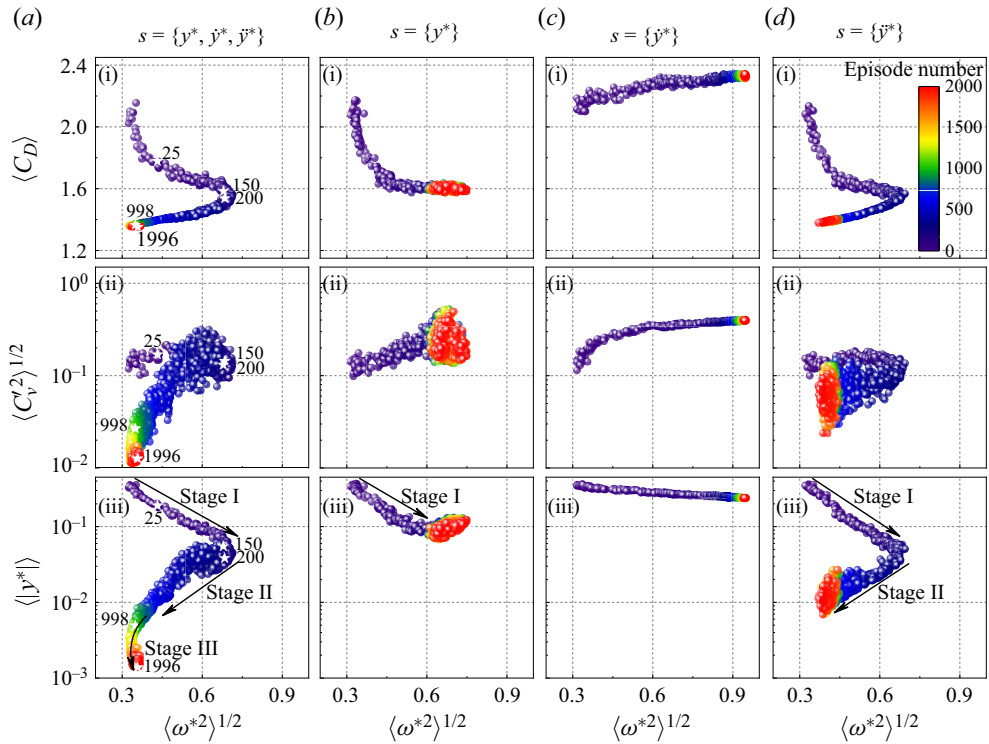 (a) (b) (c) (d)
s = {y*, ẏ*, ÿ*} s = {y*} s = {ẏ*} s = {ÿ*}
2.4 (i) (i) (i) (i) Episode number
2000
2.0 1500
⟨C_D⟩ 25 1000
1.6 150
200 500
998
1996 0
1.2
10⁰ (ii) (ii) (ii) (ii)
25
⟨C′_v²⟩^1/2 10⁻¹ 150
200
998
1996
10⁻²
(iii) Stage I (iii) Stage I (iii) (iii) Stage I
25
10⁻¹ 150
200
⟨|y*|⟩ Stage II Stage II
10⁻² 998
Stage III
1996
10⁻³
0.3 0.6 0.9 0.3 0.6 0.9 0.3 0.6 0.9 0.3 0.6 0.9
⟨ω*²⟩^1/2 ⟨ω*²⟩^1/2 ⟨ω*²⟩^1/2 ⟨ω*²⟩^1/2